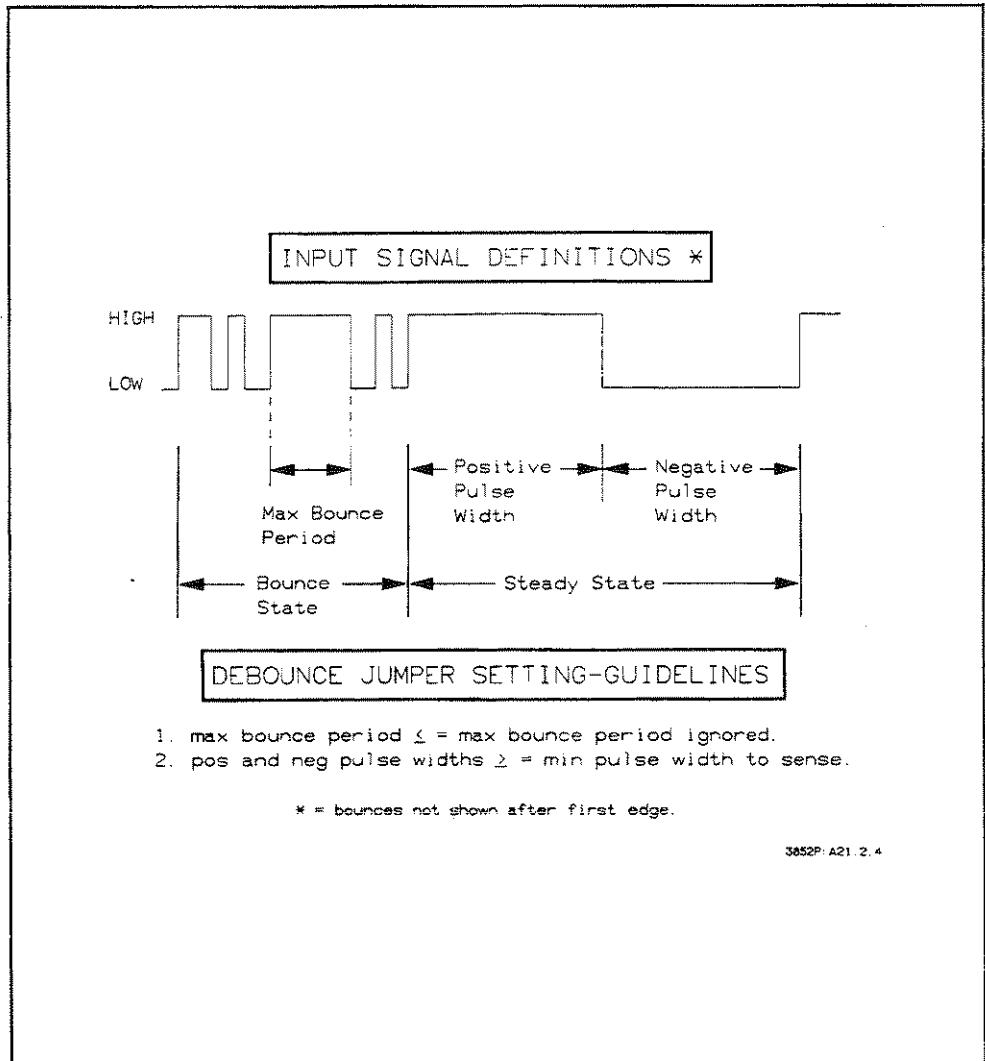 INPUT SIGNAL DEFINITIONS *
HIGH
LOW
Max Bounce
Period
Positive
Pulse
Width
Negative
Pulse
Width
Bounce
State
Steady State
DEBOUNCE JUMPER SETTING-GUIDELINES
1. max bounce period ≤ = max bounce period ignored.
2. pos and neg pulse widths ≥ = min pulse width to sense.
* = bounces not shown after first edge.
3852P:A21.2.4